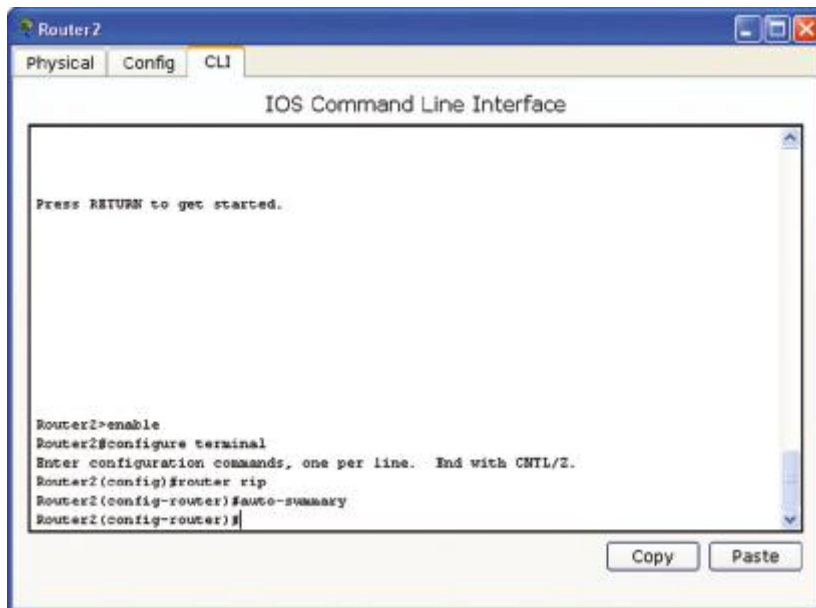 Router2
Physical Config CLI
IOS Command Line Interface
Press RETURN to get started.
Router2>enable
Router2#configure terminal
Enter configuration commands, one per line.  End with CNTL/Z.
Router2(config)#router rip
Router2(config-router)#auto-summary
Router2(config-router)#
Copy Paste